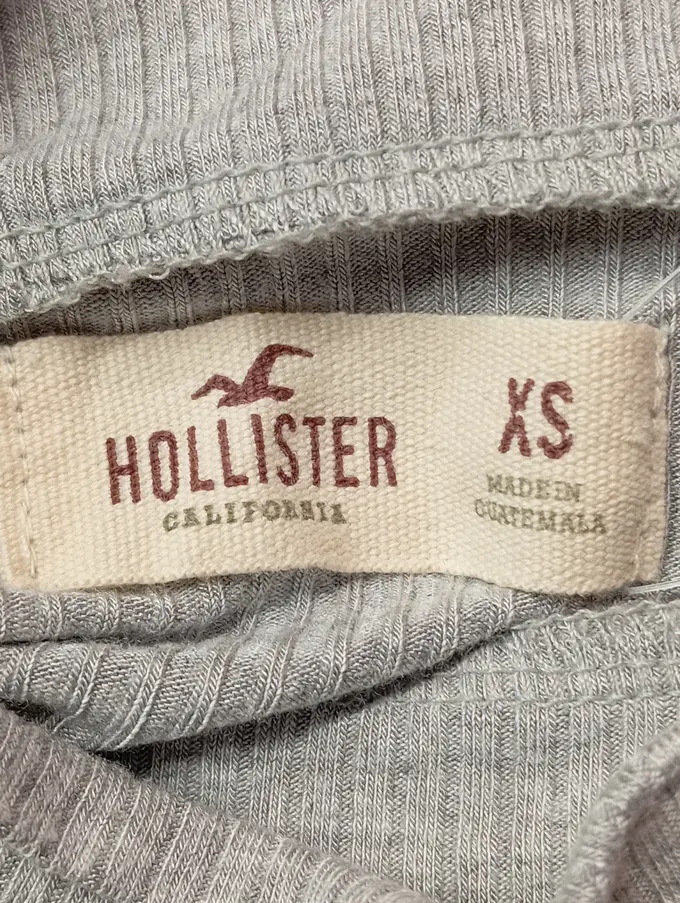 HOLLISTER
CALIFORNIA
XS
MADE IN
GUATEMALA